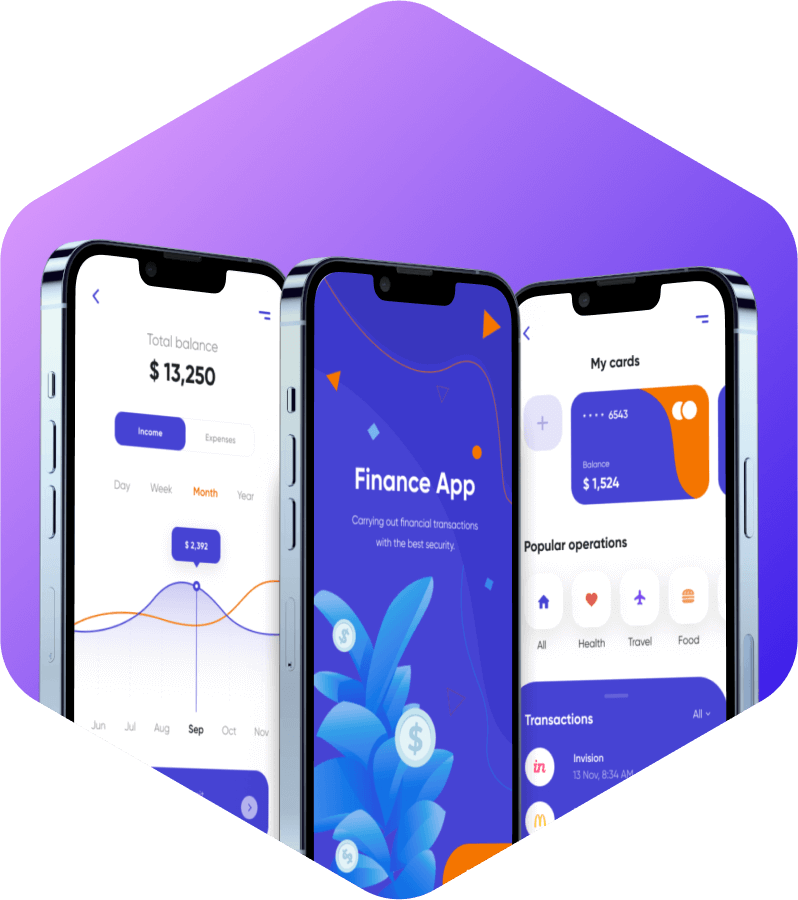 Total balance
$ 13,250
Income
Expenses
Day
Week
Month
Year
$ 2,392
Jun
Jul
Aug
Sep
Oct
Nov
Finance App
Carrying out financial transactions
with the best security.
$
$
My cards
+
•••• 6543
Balance
$ 1,524
Popular operations
All
Health
Travel
Food
Transactions
All
in
Invision
13 Nov, 8:34 AM